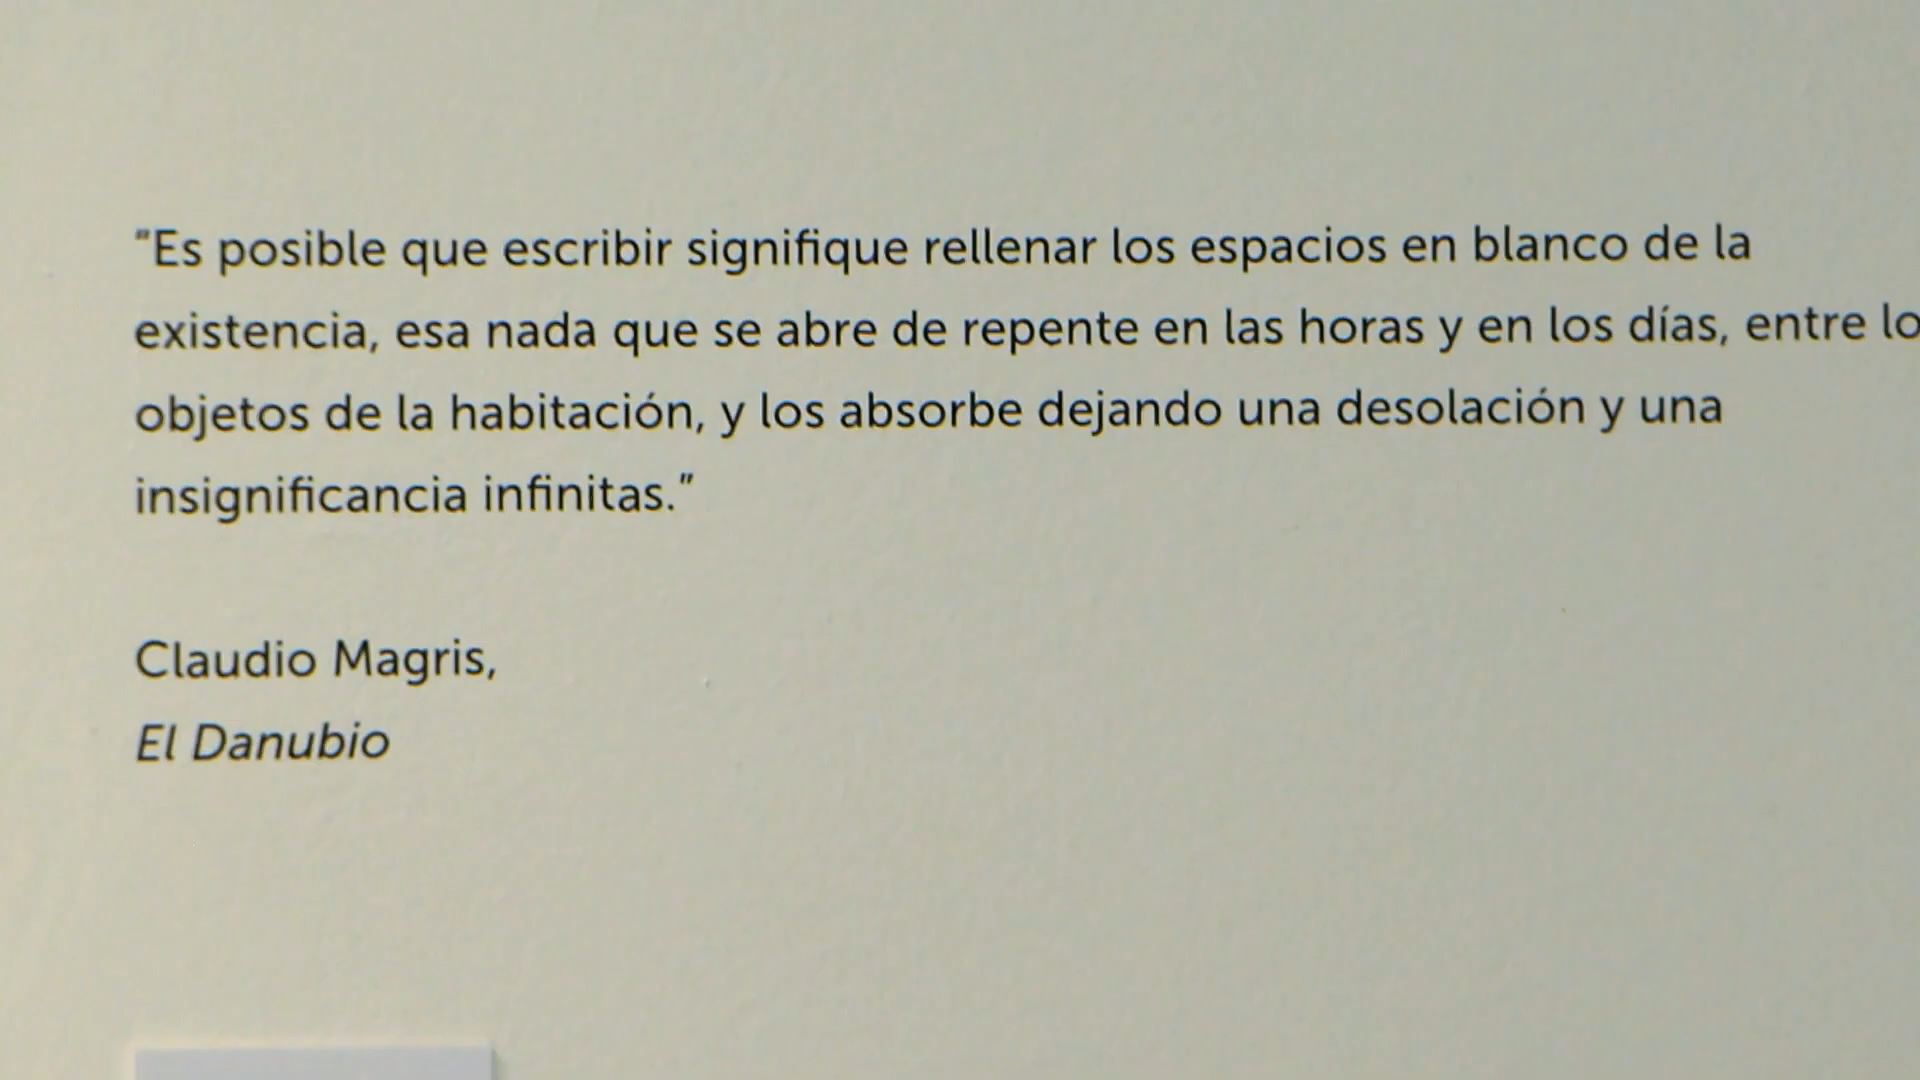 "Es posible que escribir signifique rellenar los espacios en blanco de la
existencia, esa nada que se abre de repente en las horas y en los días, entre lo
objetos de la habitación, y los absorbe dejando una desolación y una
insignificancia infinitas."
Claudio Magris,
El Danubio